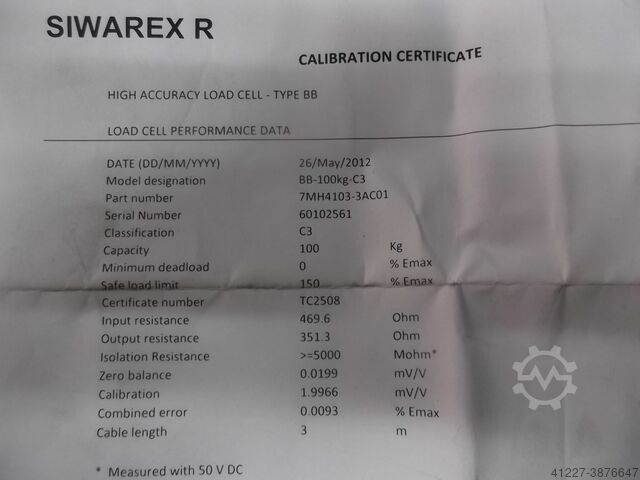 SIWAREX R
CALIBRATION CERTIFICATE
HIGH ACCURACY LOAD CELL - TYPE BB
LOAD CELL PERFORMANCE DATA
DATE (DD/MM/YYYY) 26/May/2012
Model designation BB-100kg-C3
Part number 7MH4103-3AC01
Serial Number 60102561
Classification C3
Capacity 100 Kg
Minimum deadload 0 % Emax
Safe load limit 150 % Emax
Certificate number TC2508
Input resistance 469.6 Ohm
Output resistance 351.3 Ohm
Isolation Resistance >=5000 Mohm*
Zero balance 0.0199 mV/V
Calibration 1.9966 mV/V
Combined error 0.0093 % Emax
Cable length 3 m
* Measured with 50 V DC
41227-3876647